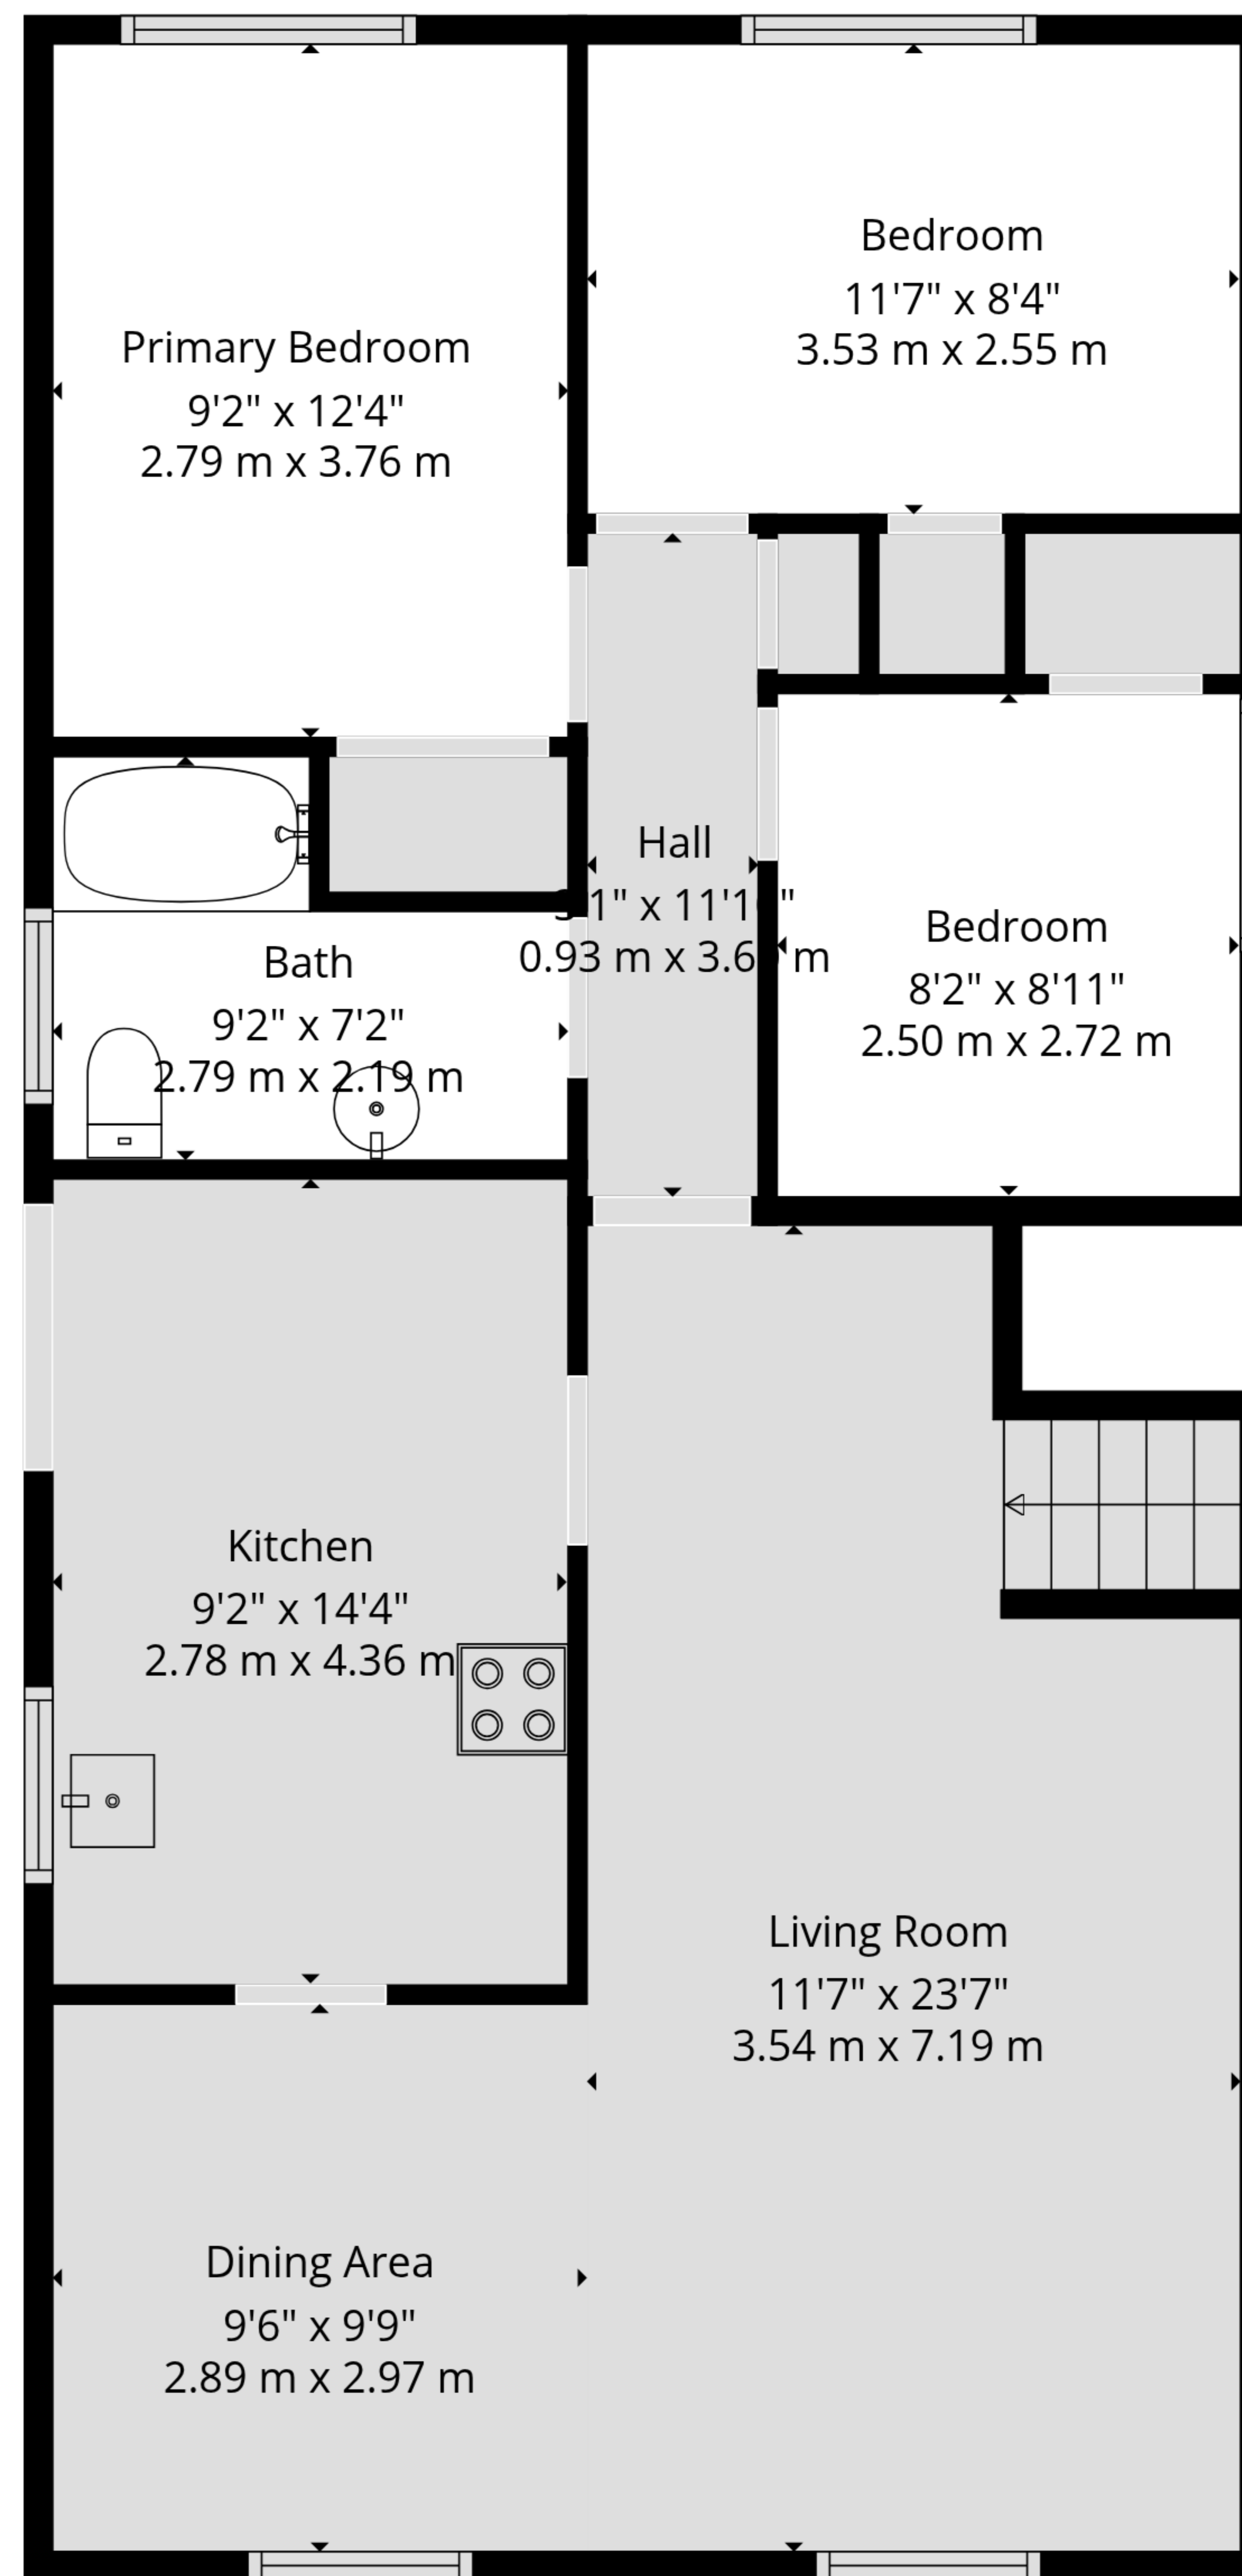 Bedroom
11'7" x 8'4"
3.53 m x 2.55 m
Primary Bedroom
9'2" x 12'4"
2.79 m x 3.76 m
Hall
x
0.93 m x m
Bedroom
8'2" x 8'11"
2.50 m x 2.72 m
Bath
9'2" x 7'2"
2.79 m x 2.19 m
Kitchen
9'2" x 14'4"
2.78 m x 4.36 m
Living Room
11'7" x 23'7"
3.54 m x 7.19 m
Dining Area
9'6" x 9'9"
2.89 m x 2.97 m